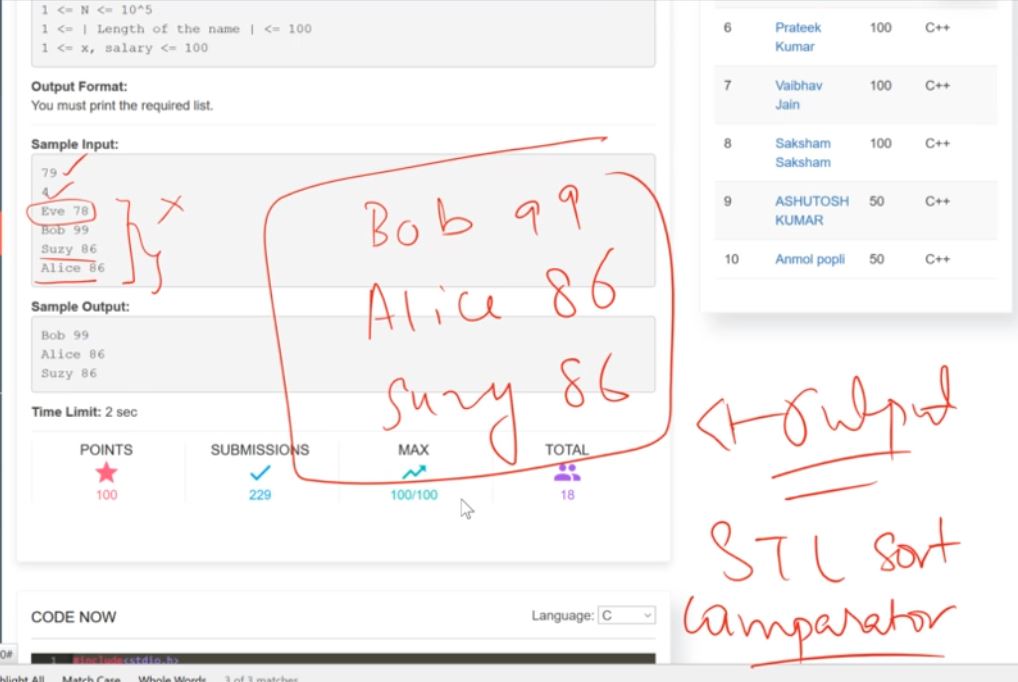 1 <= N <= 10^5
1 <= | Length of the name | <= 100
1 <= x, salary <= 100
Output Format:
You must print the required list.
Sample Input:
79
4
Eve 78
Bob 99
Suzy 86
Alice 86
x
y
Sample Output:
Bob 99
Alice 86
Suzy 86
Time Limit: 2 sec
POINTS SUBMISSIONS MAX TOTAL
100 229 100/100 18
Bob 99
Alice 86
Suzy 86
CODE NOW
Language: C
1 #include<stdio.h>
0#
hlight All Match Case Whole Words 3 of 3 matches
6 Prateek Kumar 100 C++
7 Vaibhav Jain 100 C++
8 Saksham Saksham 100 C++
9 ASHUTOSH KUMAR 50 C++
10 Anmol popli 50 C++
output
STL Sort
Comparator